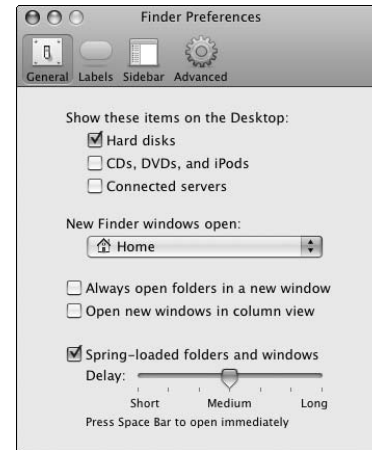 Finder Preferences
General Labels Sidebar Advanced
Show these items on the Desktop:
Hard disks
CDs, DVDs, and iPods
Connected servers
New Finder windows open:
Home
Always open folders in a new window
Open new windows in column view
Spring-loaded folders and windows
Delay:
Short Medium Long
Press Space Bar to open immediately